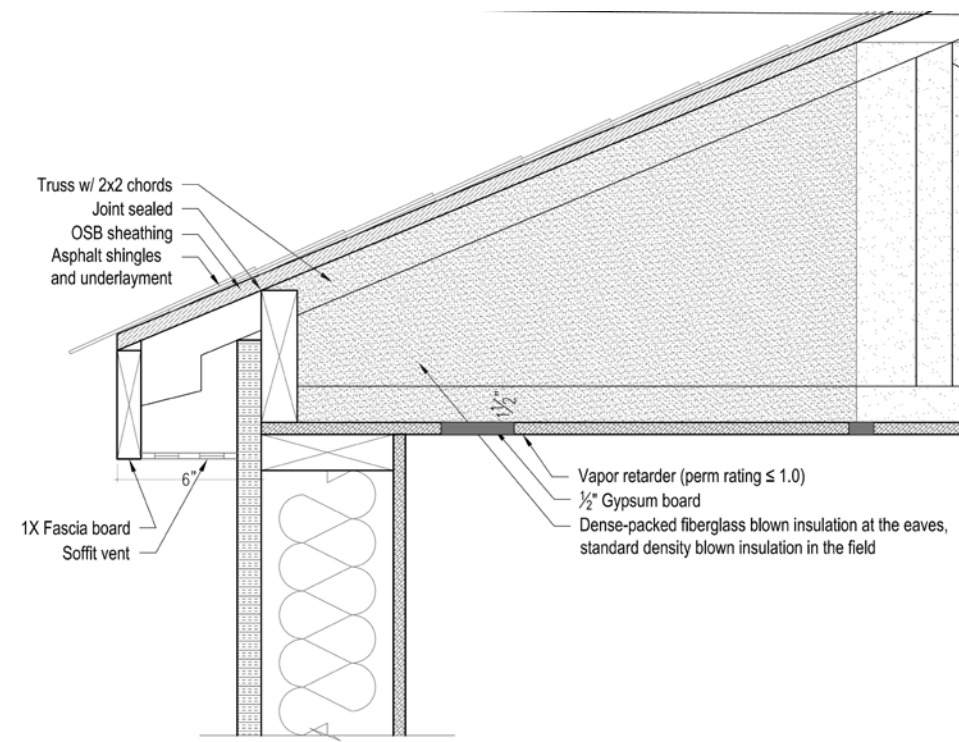 Truss w/ 2x2 chords
Joint sealed
OSB sheathing
Asphalt shingles
and underlayment
1½"
6"
1X Fascia board
Soffit vent
Vapor retarder (perm rating ≤ 1.0)
½" Gypsum board
Dense-packed fiberglass blown insulation at the eaves,
standard density blown insulation in the field